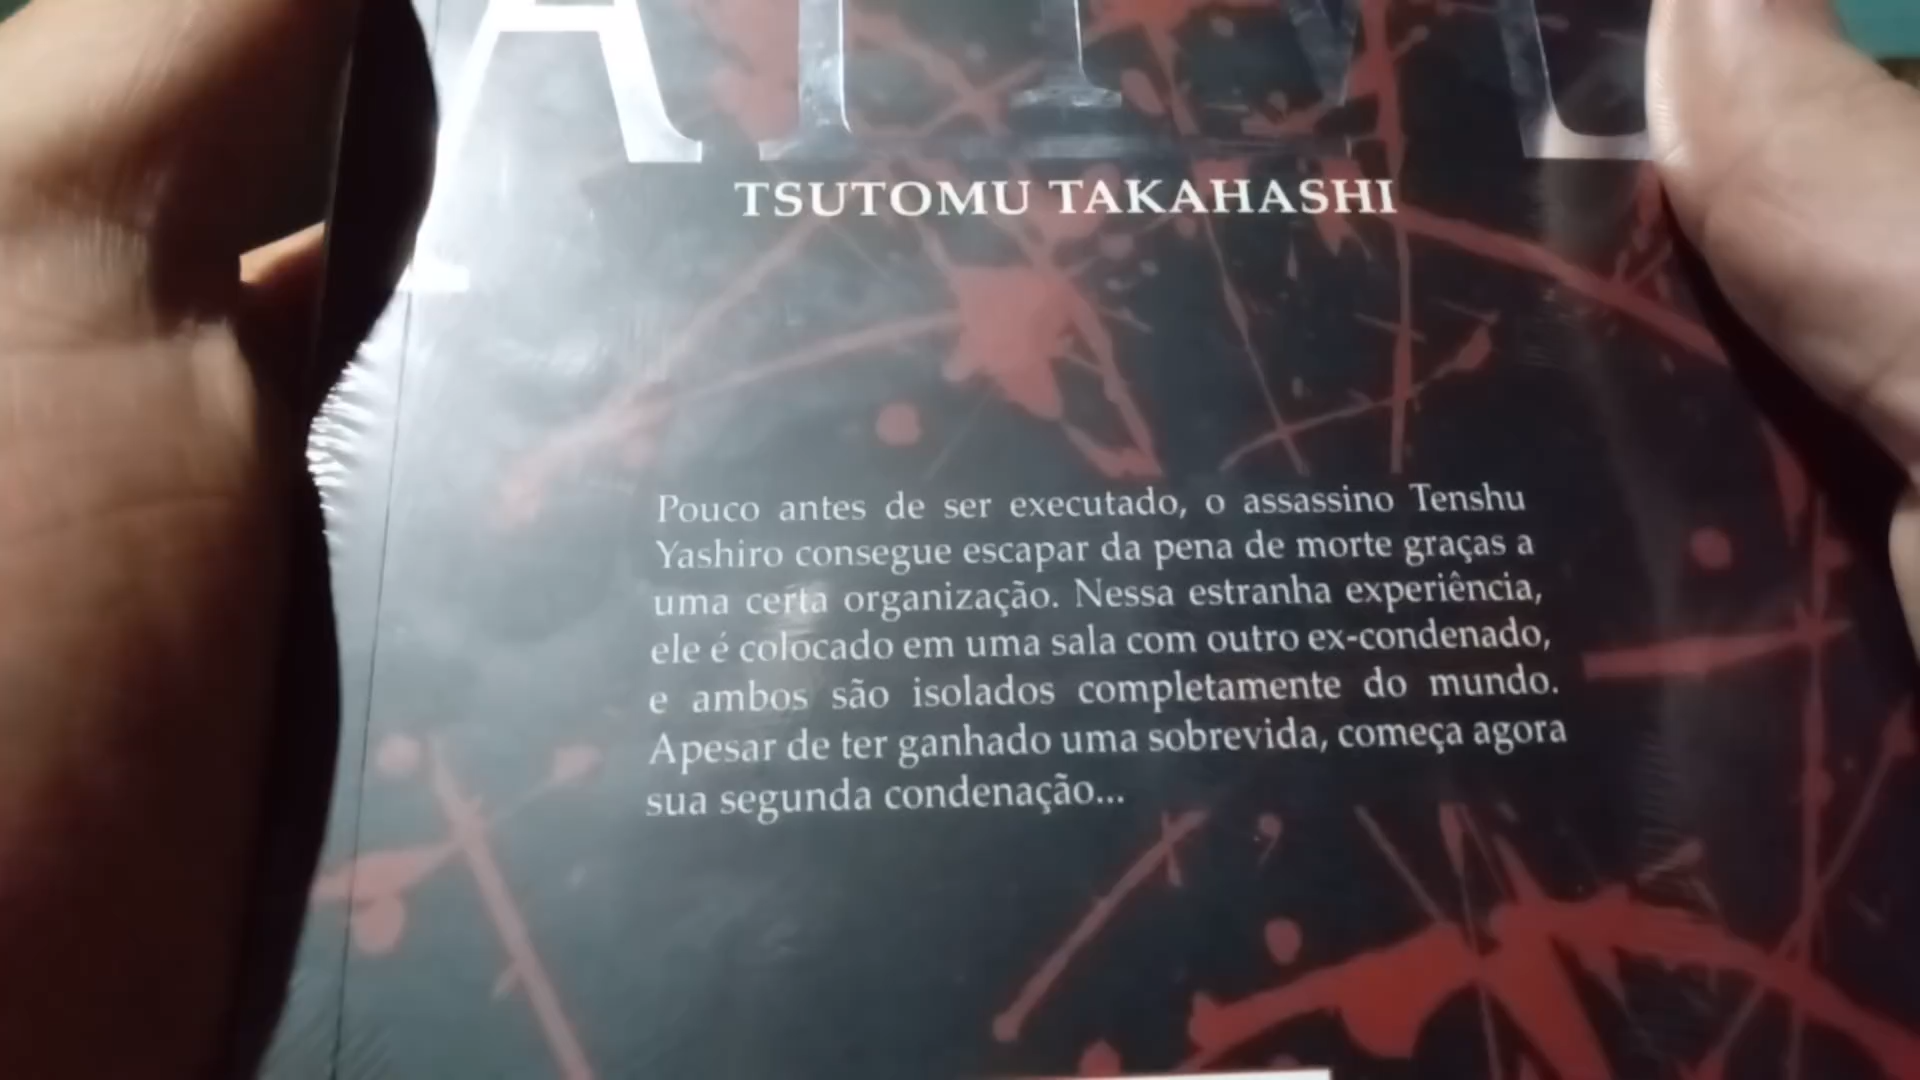 TSUTOMU TAKAHASHI
Pouco antes de ser executado, o assassino Tenshu
Yashiro consegue escapar da pena de morte graças a
uma certa organização. Nessa estranha experiência,
ele é colocado em uma sala com outro ex-condenado,
e ambos são isolados completamente do mundo.
Apesar de ter ganhado uma sobrevida, começa agora
sua segunda condenação...